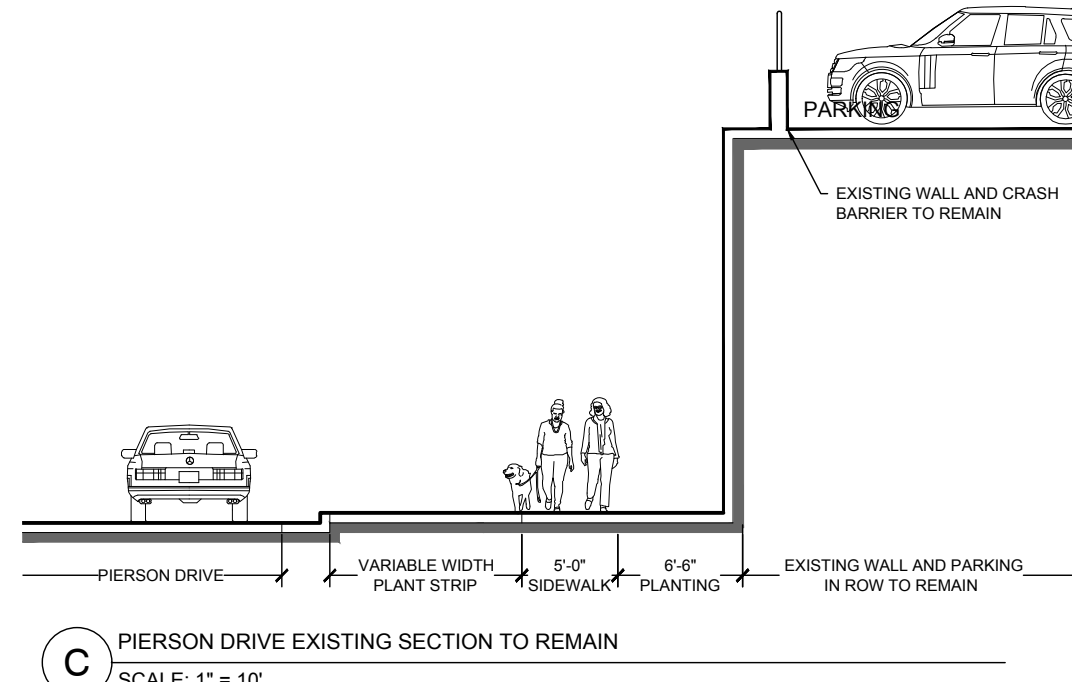 PARKING
EXISTING WALL AND CRASH
BARRIER TO REMAIN
PIERSON DRIVE
VARIABLE WIDTH
PLANT STRIP
5'-0"
SIDEWALK
6'-6"
PLANTING
EXISTING WALL AND PARKING
IN ROW TO REMAIN
C
PIERSON DRIVE EXISTING SECTION TO REMAIN
SCALE: 1" = 10'